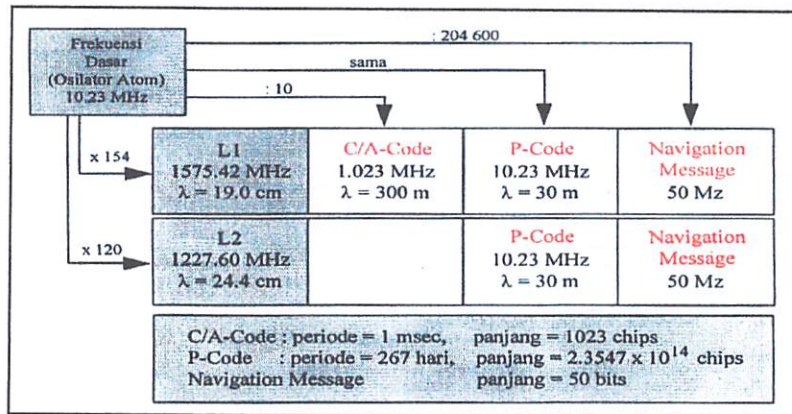 Frekuensi
Dasar
(Osilator Atom)
10.23 MHz
: 204 600
sama
: 10
x 154
L1
1575.42 MHz
λ = 19.0 cm
C/A-Code
1.023 MHz
λ = 300 m
P-Code
10.23 MHz
λ = 30 m
Navigation
Message
50 Mz
x 120
L2
1227.60 MHz
λ = 24.4 cm
P-Code
10.23 MHz
λ = 30 m
Navigation
Message
50 Mz
C/A-Code : periode = 1 msec, panjang = 1023 chips
P-Code : periode = 267 hari, panjang = 2.3547 x 10¹⁴ chips
Navigation Message panjang = 50 bits